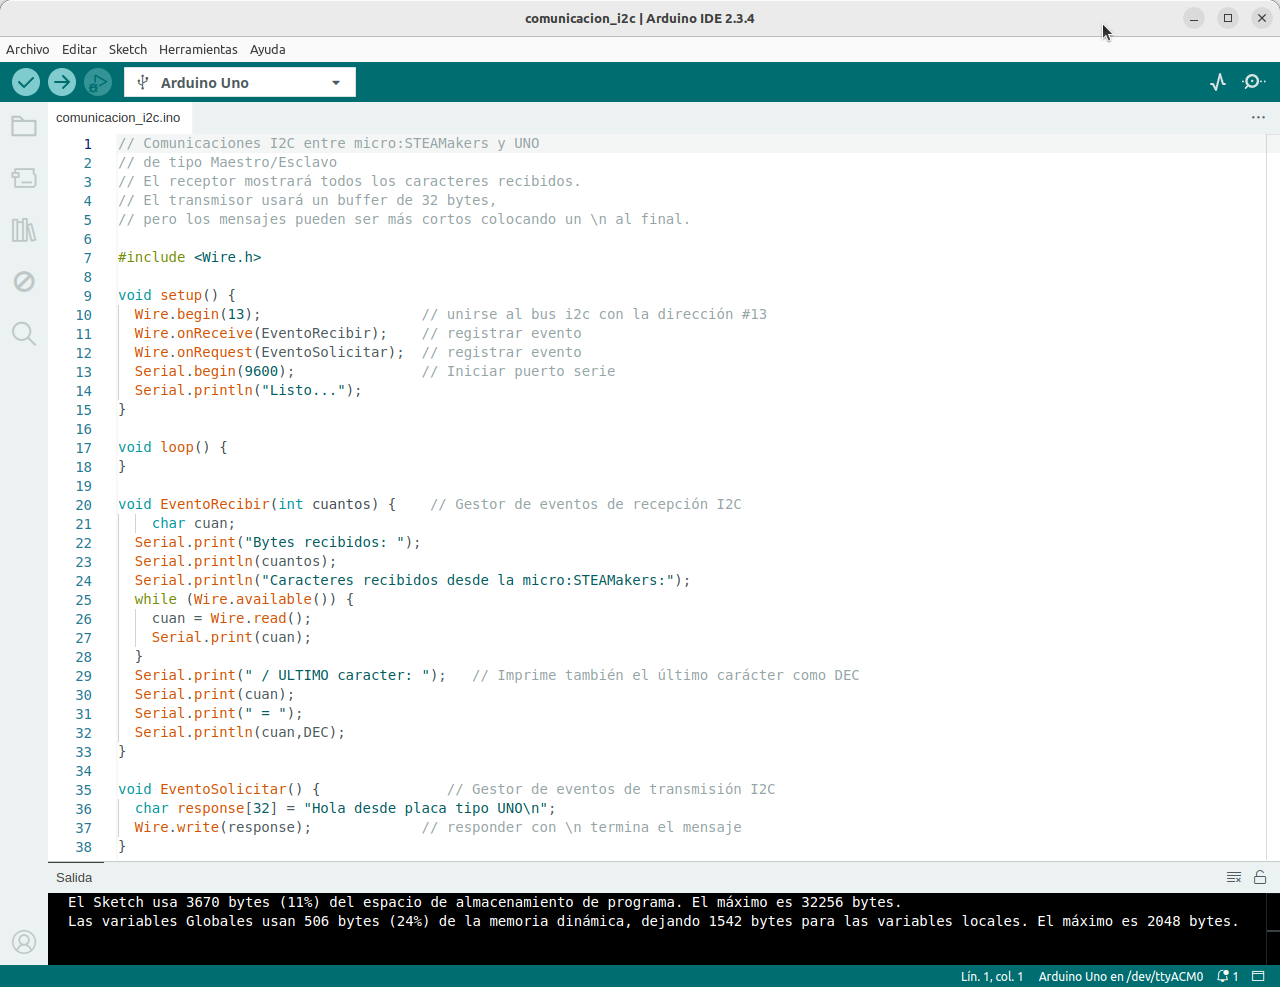 comunicacion_i2c | Arduino IDE 2.3.4
Archivo Editar Sketch Herramientas Ayuda
Arduino Uno
comunicacion_i2c.ino
1 // Comunicaciones I2C entre micro:STEAMakers y UNO
2 // de tipo Maestro/Esclavo
3 // El receptor mostrará todos los caracteres recibidos.
4 // El transmisor usará un buffer de 32 bytes,
5 // pero los mensajes pueden ser más cortos colocando un \n al final.
6
7 #include <Wire.h>
8
9 void setup() {
10   Wire.begin(13);                   // unirse al bus i2c con la dirección #13
11   Wire.onReceive(EventoRecibir);    // registrar evento
12   Wire.onRequest(EventoSolicitar);  // registrar evento
13   Serial.begin(9600);               // Iniciar puerto serie
14   Serial.println("Listo...");
15 }
16
17 void loop() {
18 }
19
20 void EventoRecibir(int cuantos) {    // Gestor de eventos de recepción I2C
21     char cuan;
22   Serial.print("Bytes recibidos: ");
23   Serial.println(cuantos);
24   Serial.println("Caracteres recibidos desde la micro:STEAMakers:");
25   while (Wire.available()) {
26     cuan = Wire.read();
27     Serial.print(cuan);
28   }
29   Serial.print(" / ULTIMO caracter: ");   // Imprime también el último carácter como DEC
30   Serial.print(cuan);
31   Serial.print(" = ");
32   Serial.println(cuan,DEC);
33 }
34
35 void EventoSolicitar() {               // Gestor de eventos de transmisión I2C
36   char response[32] = "Hola desde placa tipo UNO\n";
37   Wire.write(response);             // responder con \n termina el mensaje
38 }
Salida
El Sketch usa 3670 bytes (11%) del espacio de almacenamiento de programa. El máximo es 32256 bytes.
Las variables Globales usan 506 bytes (24%) de la memoria dinámica, dejando 1542 bytes para las variables locales. El máximo es 2048 bytes.
Lín. 1, col. 1 Arduino Uno en /dev/ttyACM0 1